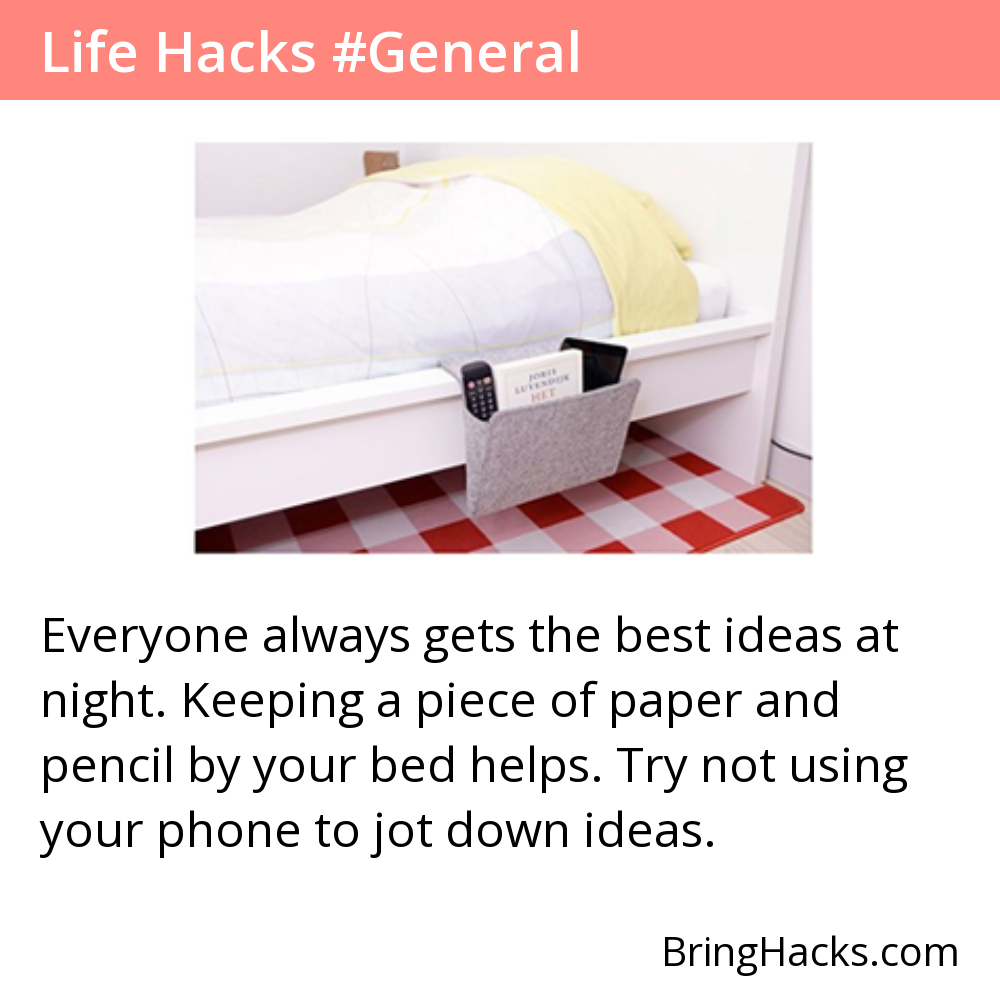 Life Hacks #General
JORIS
LUYENDIJK
HET
Everyone always gets the best ideas at
night. Keeping a piece of paper and
pencil by your bed helps. Try not using
your phone to jot down ideas.
BringHacks.com